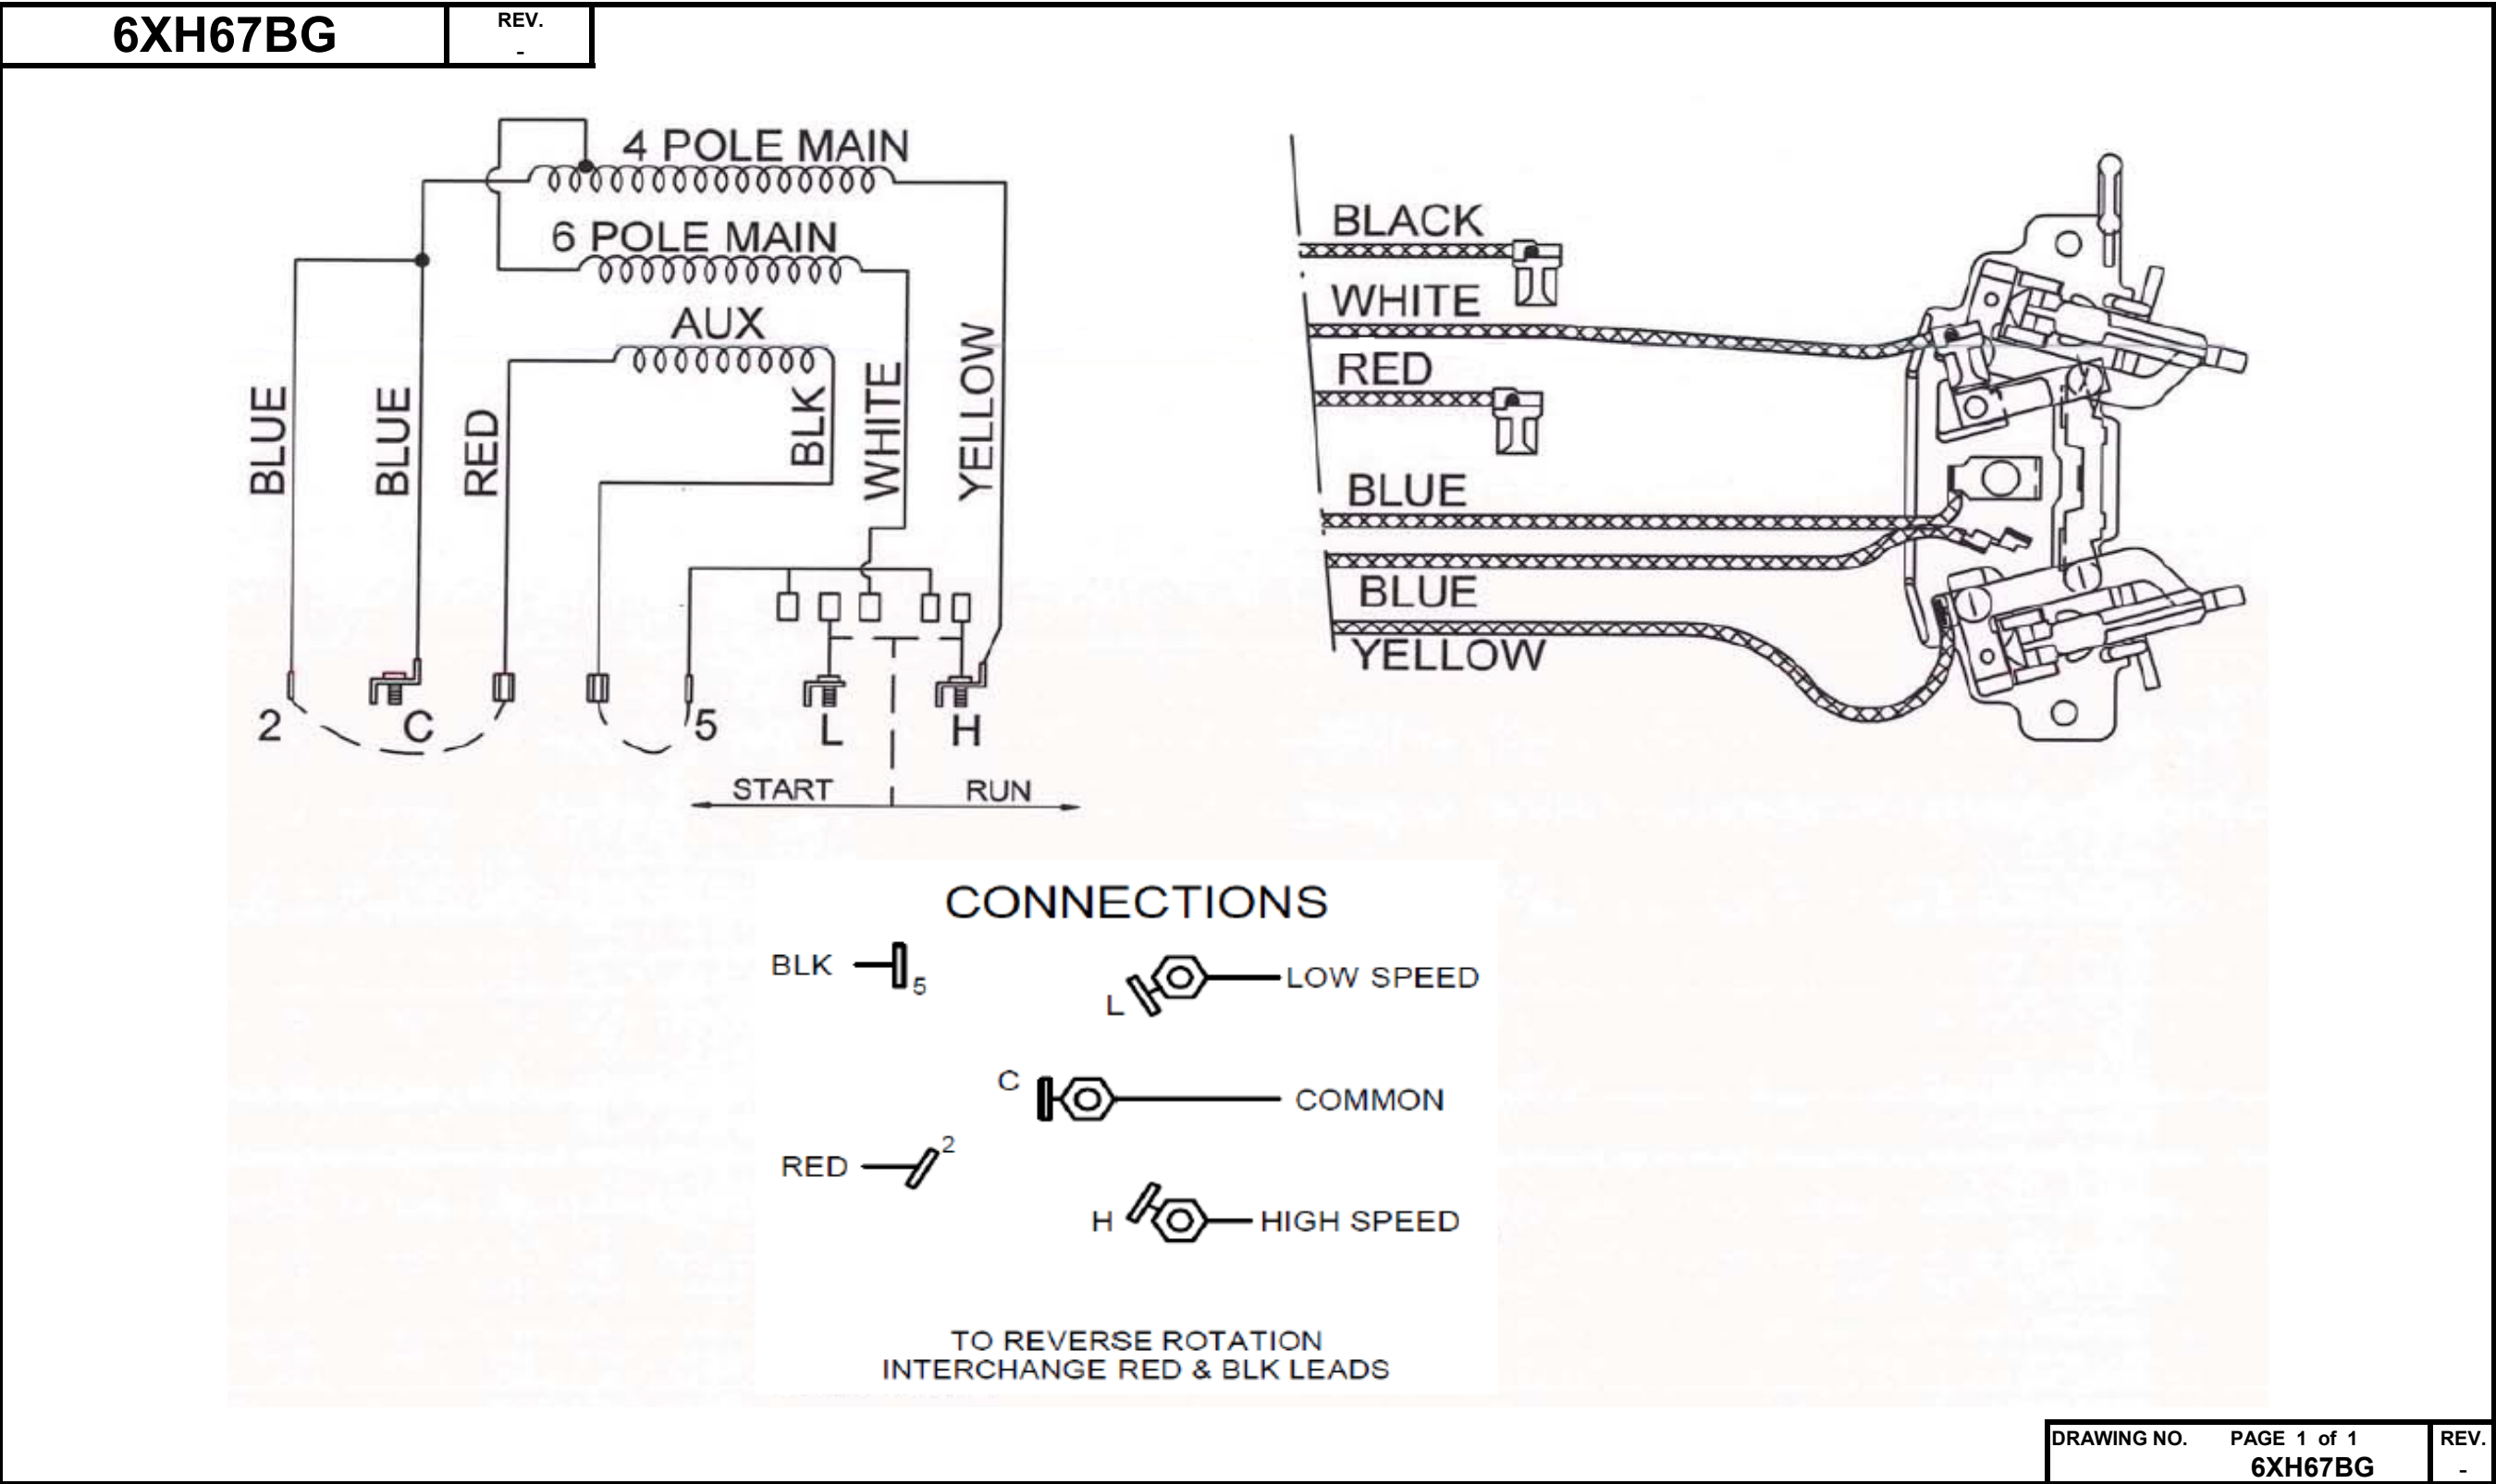 6XH67BG
REV.
-
4 POLE MAIN
6 POLE MAIN
AUX
BLUE
BLUE
RED
BLK
WHITE
YELLOW
2
C
5
L
H
START
RUN
BLACK
WHITE
RED
BLUE
BLUE
YELLOW
CONNECTIONS
BLK
5
L
LOW SPEED
C
COMMON
RED
2
H
HIGH SPEED
TO REVERSE ROTATION
INTERCHANGE RED & BLK LEADS
DRAWING NO. PAGE 1 of 1
6XH67BG
REV.
-